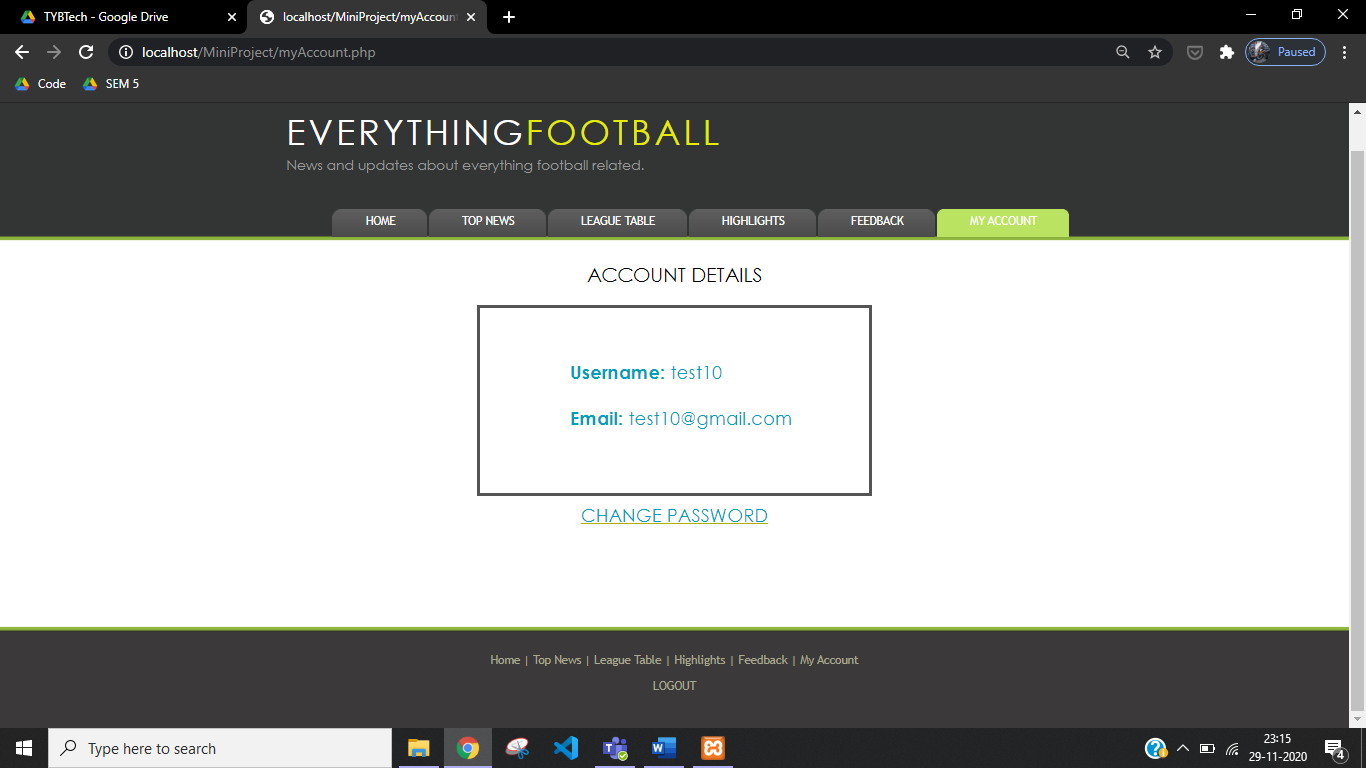 TYBTech - Google Drive
localhost/MiniProject/myAccount
localhost/MiniProject/myAccount.php
Paused
Code
SEM 5
EVERYTHINGFOOTBALL
News and updates about everything football related.
HOME TOP NEWS LEAGUE TABLE HIGHLIGHTS FEEDBACK MY ACCOUNT
ACCOUNT DETAILS
Username: test10
Email: test10@gmail.com
CHANGE PASSWORD
Home | Top News | League Table | Highlights | Feedback | My Account
LOGOUT
Type here to search
23:15
29-11-2020
4